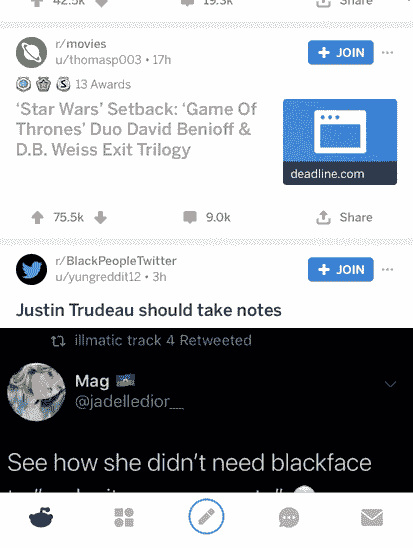 42.5k 19.3k Share
r/movies
u/thomasp003 • 17h
+ JOIN
13 Awards
‘Star Wars’ Setback: ‘Game Of
Thrones’ Duo David Benioff &
D.B. Weiss Exit Trilogy
deadline.com
75.5k 9.0k Share
r/BlackPeopleTwitter
u/yungreddit12 • 3h
+ JOIN
Justin Trudeau should take notes
illmatic track 4 Retweeted
Mag
@jadelledior__
See how she didn’t need blackface